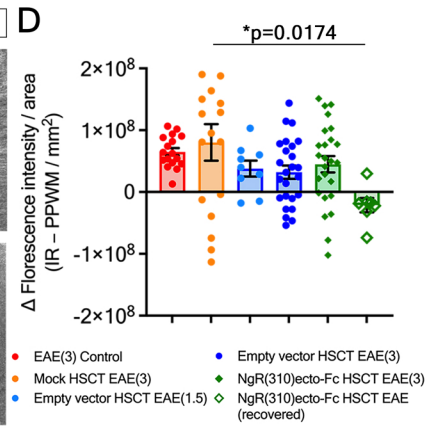 D
*p=0.0174
Δ Florescence intensity / area
(IR – PPWM / mm²)
2×10⁸
1×10⁸
0
-1×10⁸
-2×10⁸
EAE(3) Control
Mock HSCT EAE(3)
Empty vector HSCT EAE(1.5)
Empty vector HSCT EAE(3)
NgR(310)ecto-Fc HSCT EAE(3)
NgR(310)ecto-Fc HSCT EAE
(recovered)